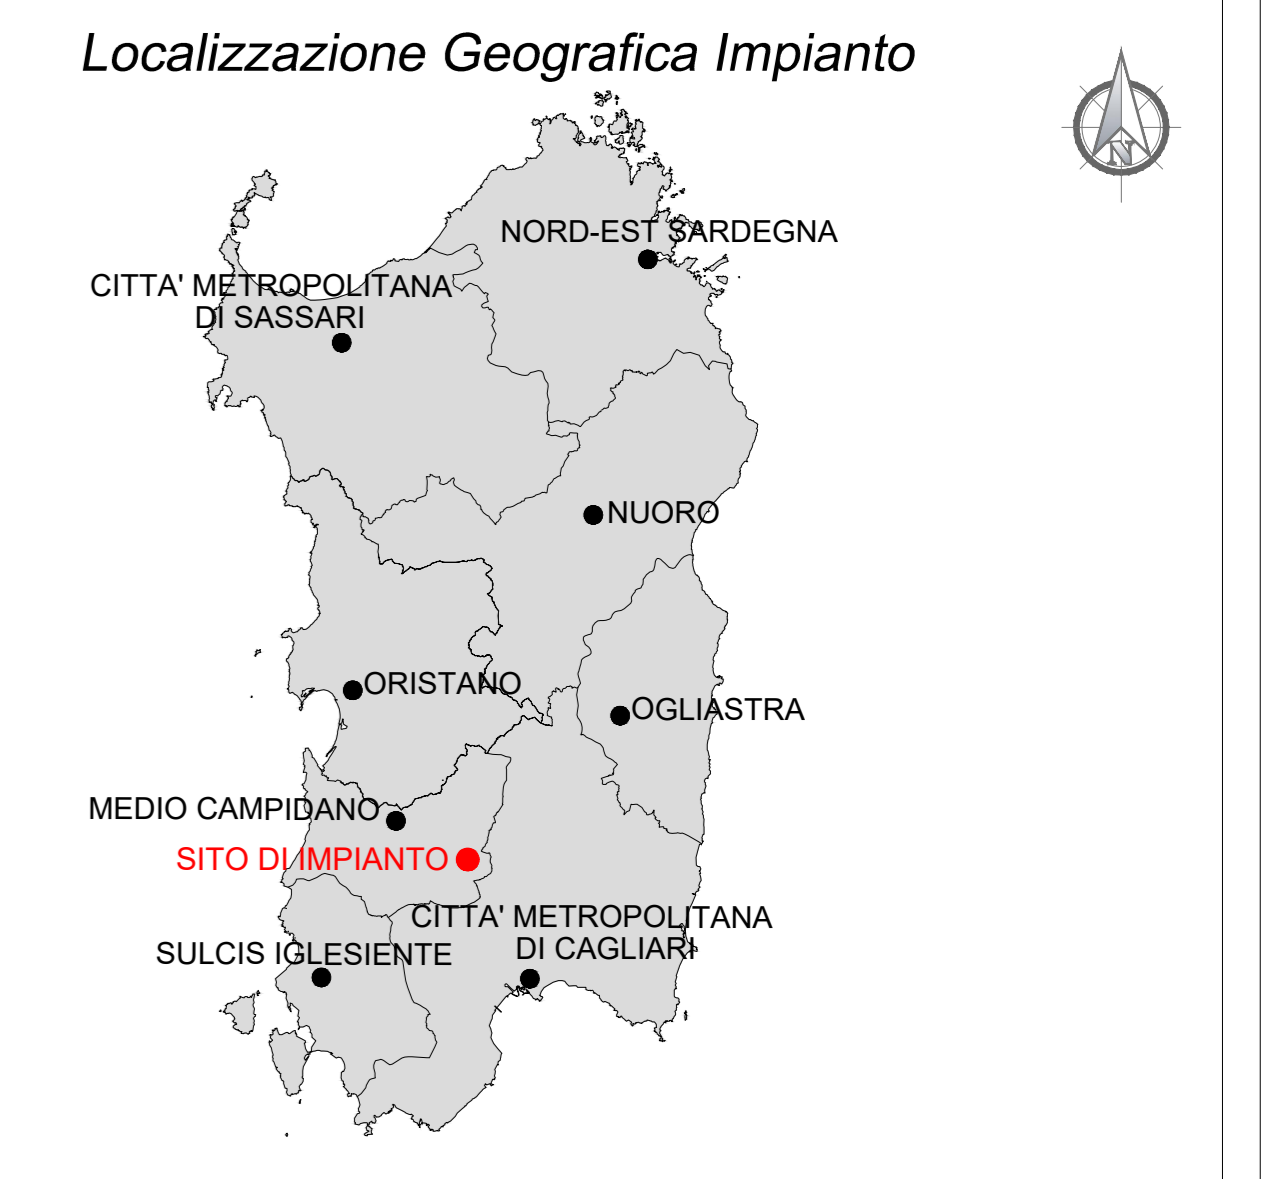 Localizzazione Geografica Impianto
N
NORD-EST SARDEGNA
CITTA' METROPOLITANA
DI SASSARI
NUORO
ORISTANO
OGLIASTRA
MEDIO CAMPIDANO
SITO DI IMPIANTO
CITTA' METROPOLITANA
DI CAGLIARI
SULCIS IGLESIENTE